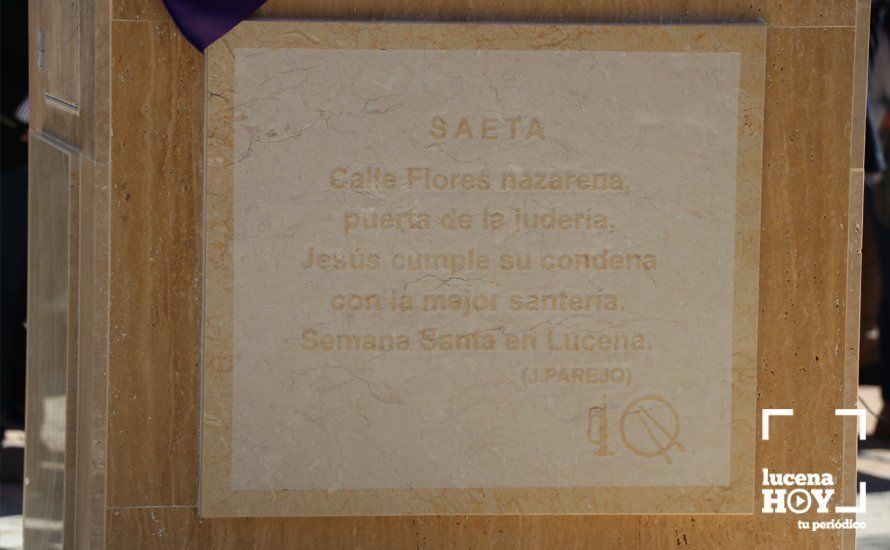 SAETA
Calle Flores nazarena,
puerta de la judería,
Jesús cumple su condena
con la mejor santería.
Semana Santa en Lucena.
(J.PAREJO)
lucena
HOY
tu periódico